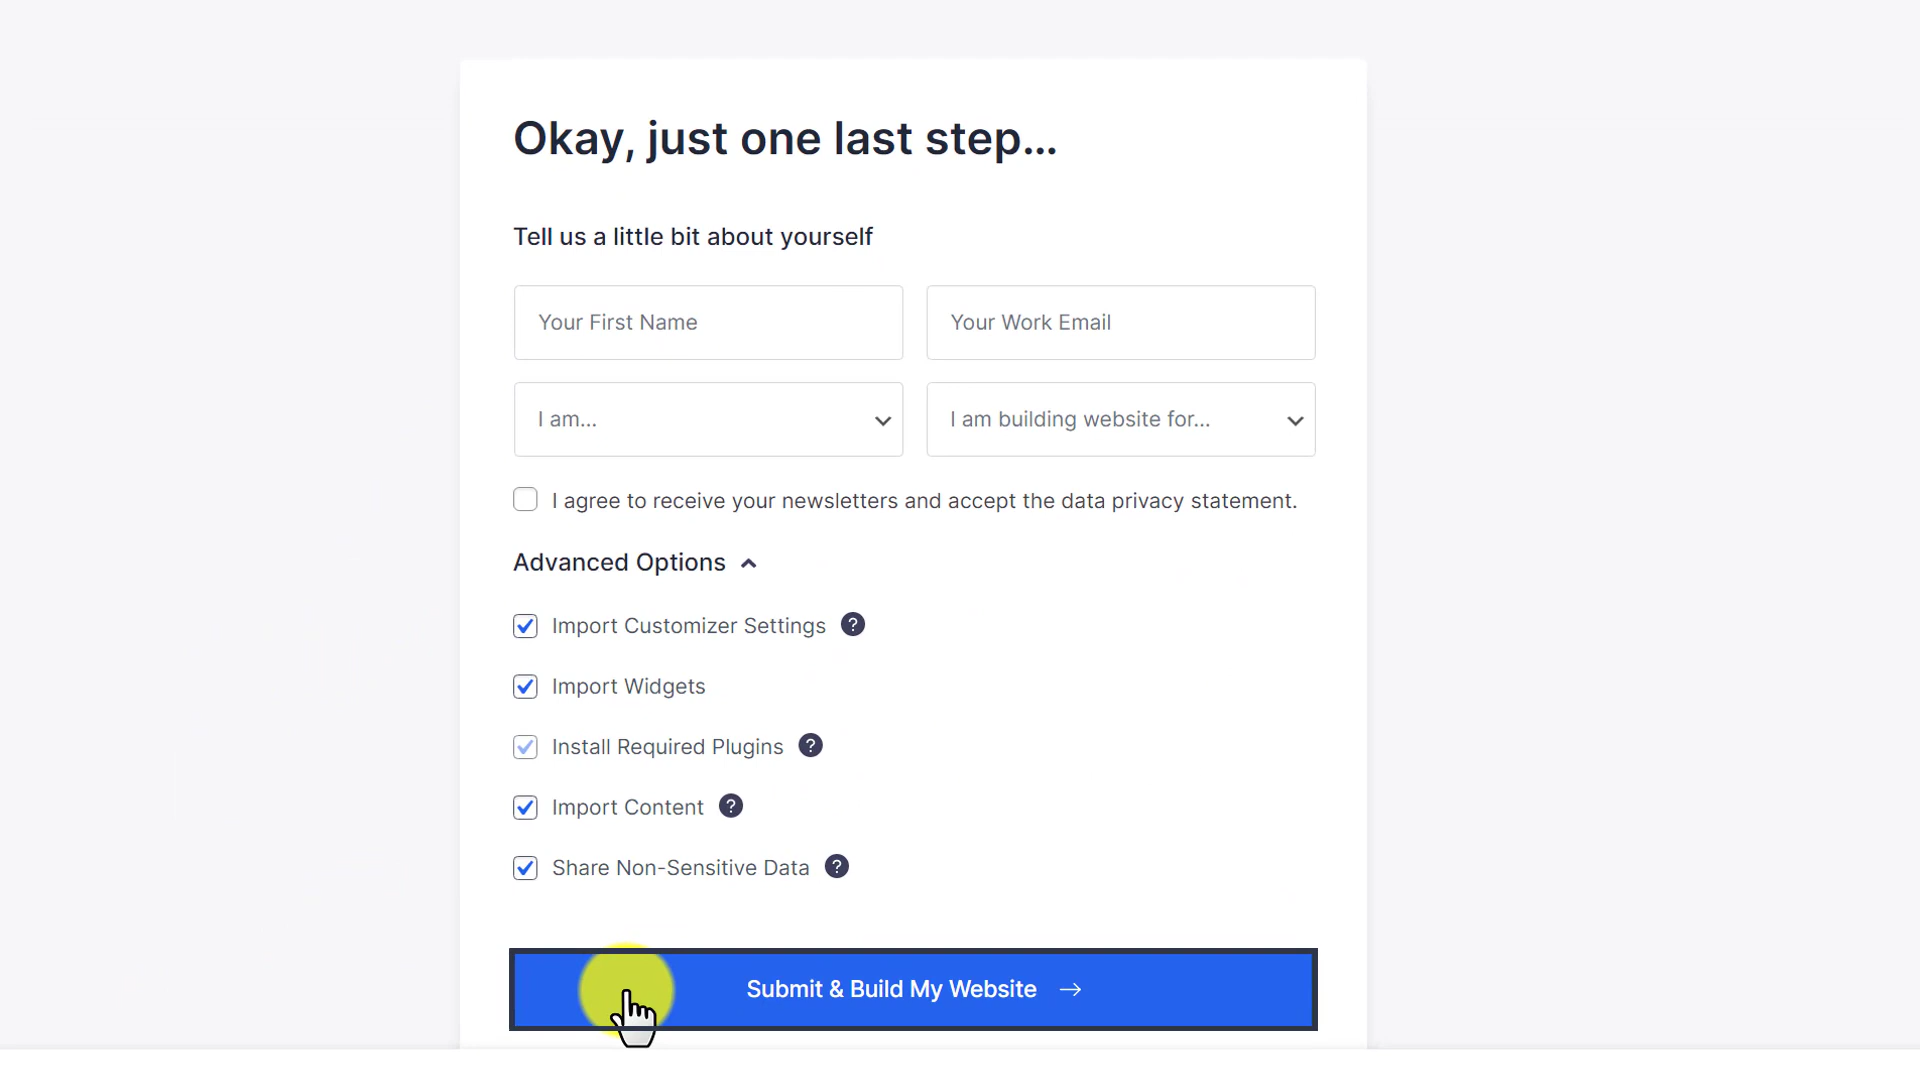 Okay, just one last step...
Tell us a little bit about yourself
Your First Name
Your Work Email
I am...
I am building website for...
I agree to receive your newsletters and accept the data privacy statement.
Advanced Options
Import Customizer Settings ?
Import Widgets
Install Required Plugins ?
Import Content ?
Share Non-Sensitive Data ?
Submit & Build My Website →